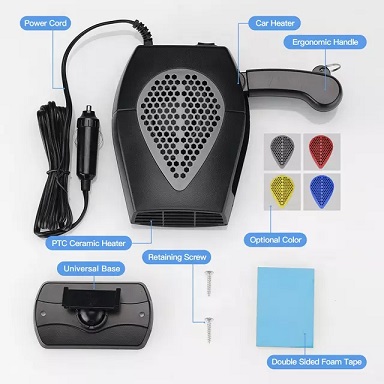 Power Cord
Car Heater
Ergonomic Handle
PTC Ceramic Heater
Retaining Screw
Optional Color
Universal Base
Double Sided Foam Tape